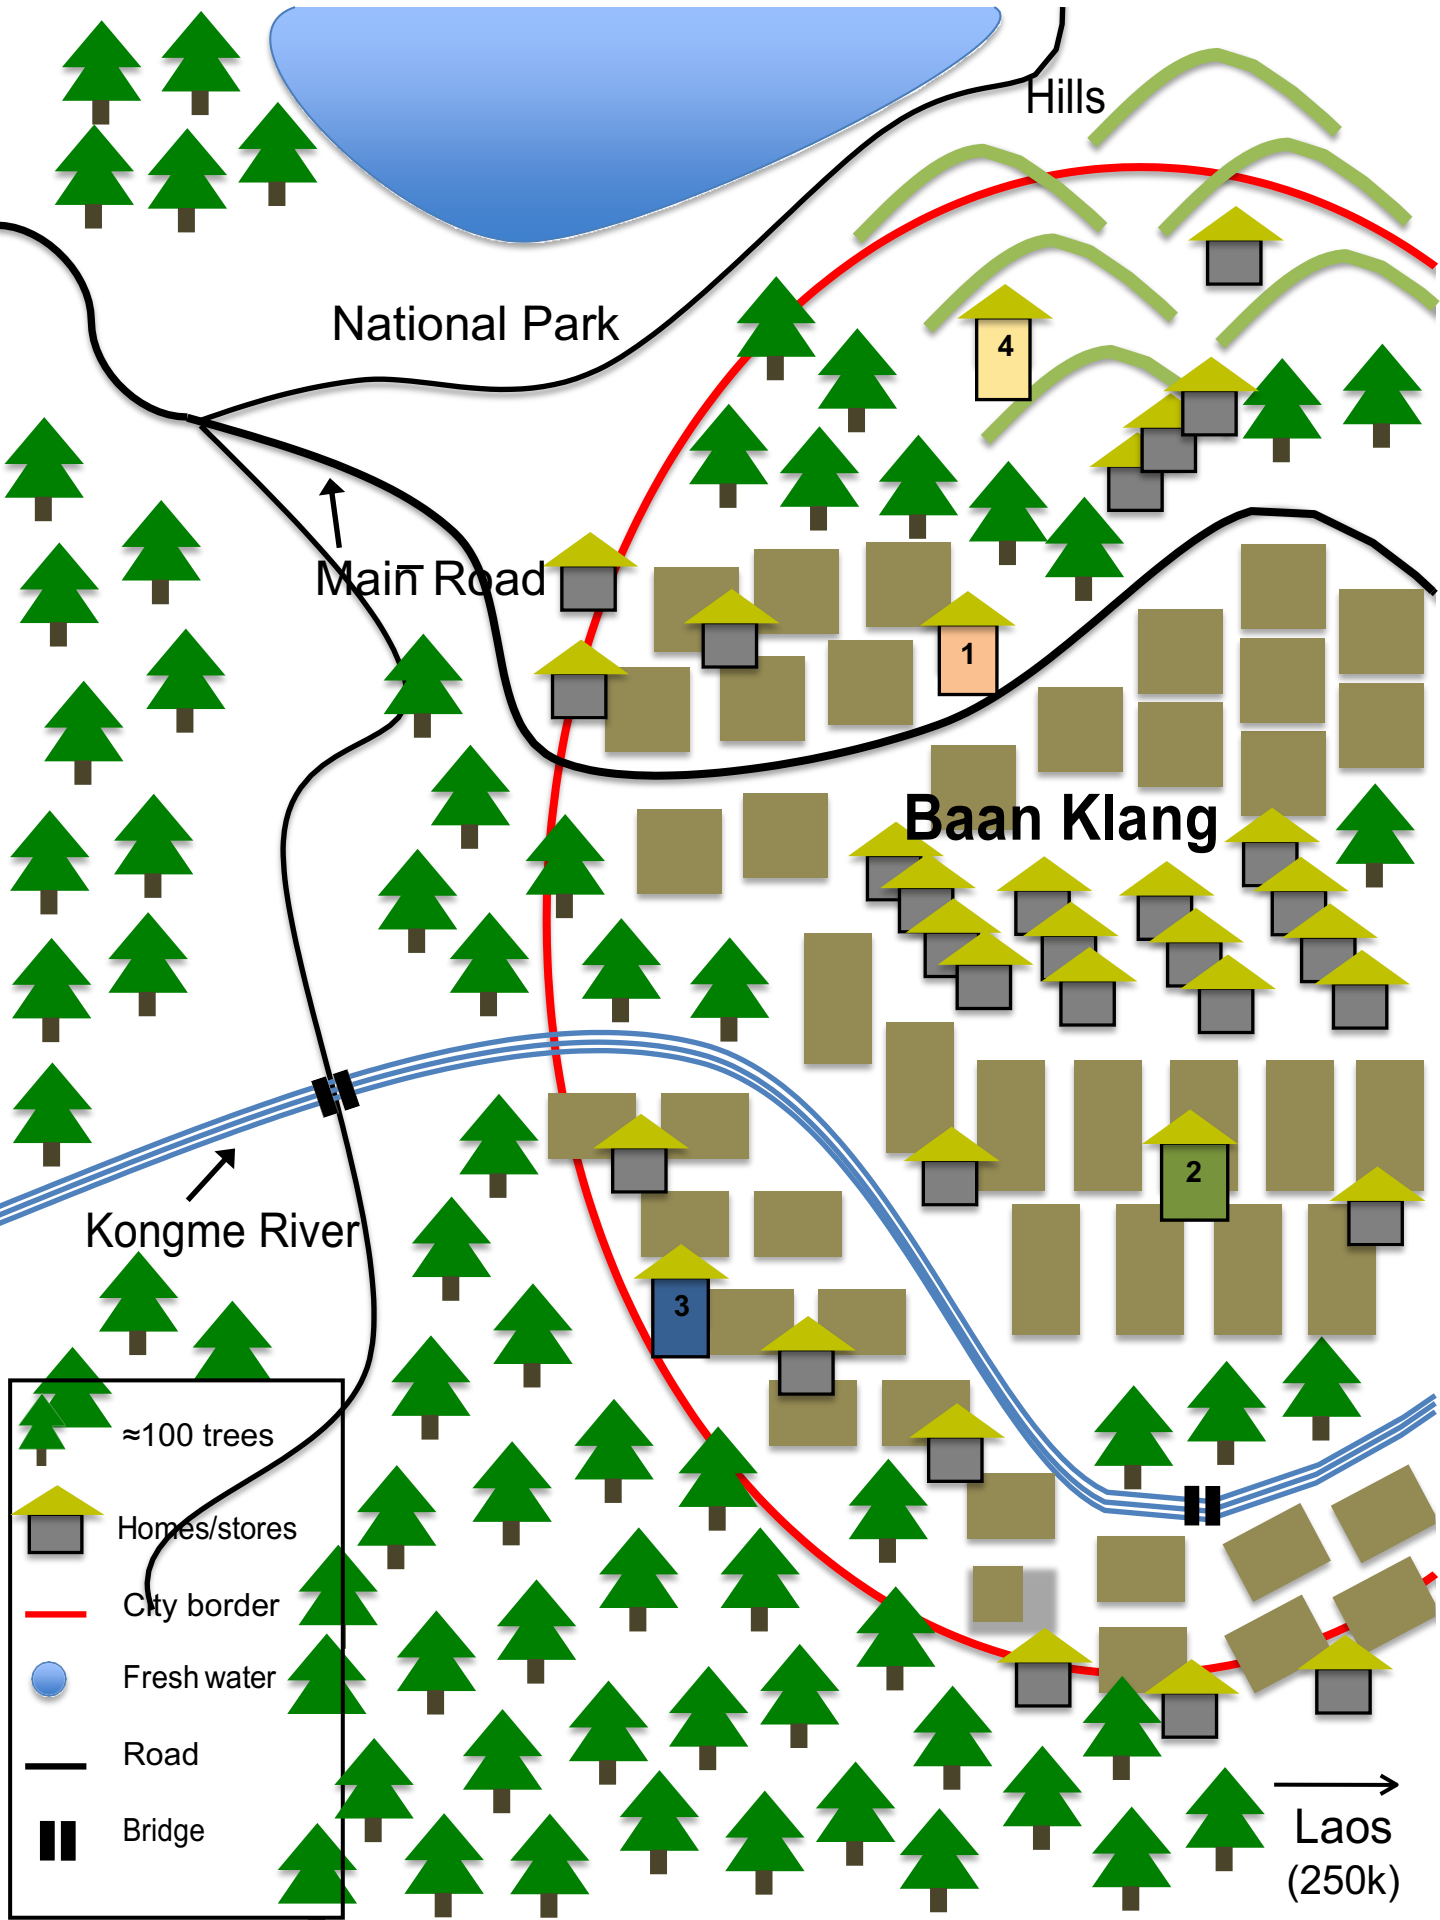 Hills
National Park
4
Main Road
1
Baan Klang
2
Kongme River
3
≈100 trees
Homes/stores
City border
Fresh water
Road
Bridge
Laos
(250k)